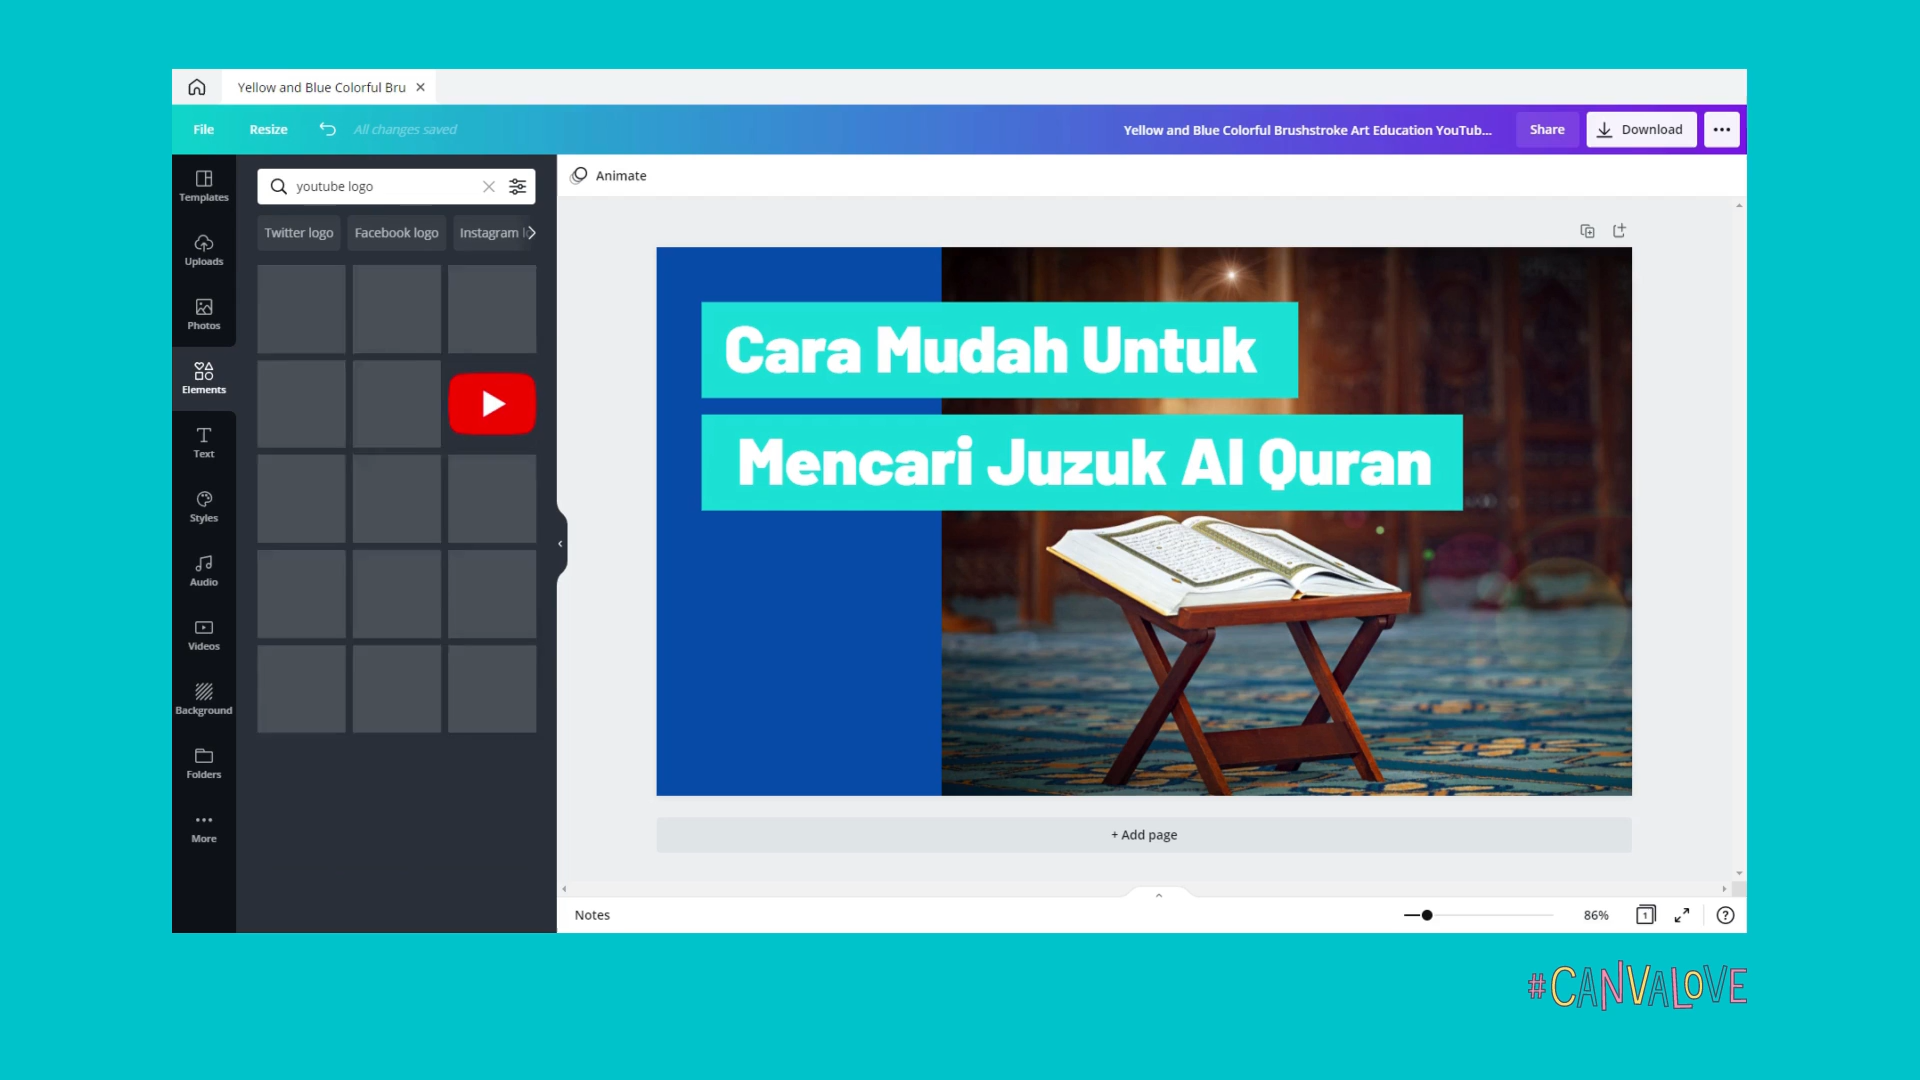 Yellow and Blue Colorful Bru
File
Resize
All changes saved
Yellow and Blue Colorful Brushstroke Art Education YouTub...
Share
Download
Templates
Uploads
Photos
Elements
Text
Styles
Audio
Videos
Background
Folders
More
youtube logo
Twitter logo
Facebook logo
Instagram l
Animate
Cara Mudah Untuk
Mencari Juzuk Al Quran
+ Add page
Notes
86%
1
?
#CANVALOVE